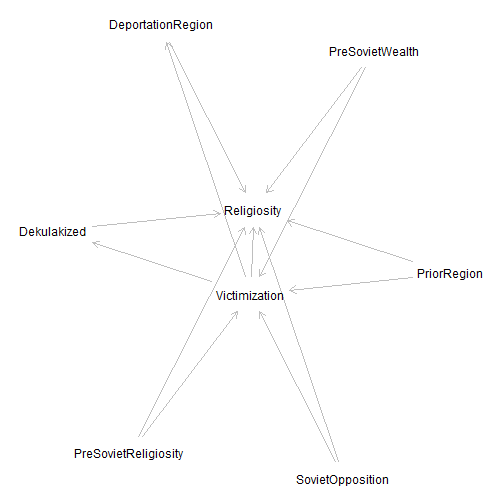 DeportationRegion
PreSovietWealth
Religiosity
Dekulakized
PriorRegion
Victimization
PreSovietReligiosity
SovietOpposition